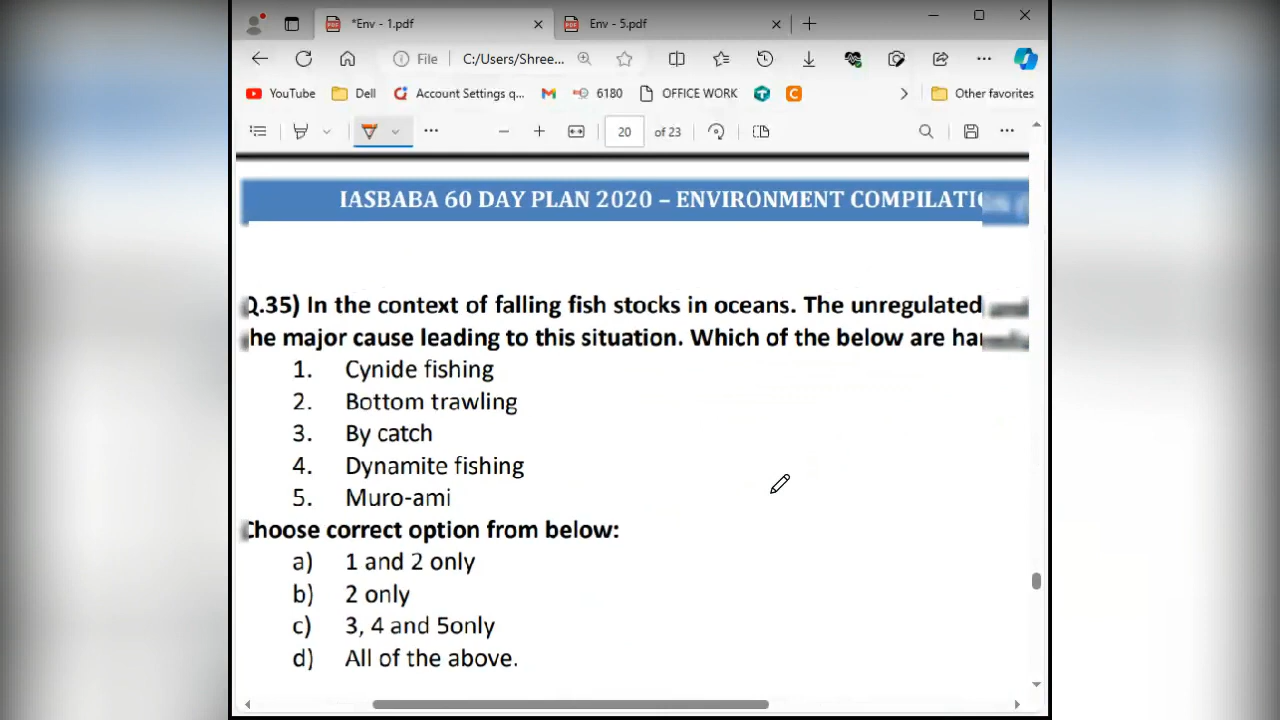 *Env - 1.pdf
Env - 5.pdf
File
C:/Users/Shree...
YouTube
Dell
Account Settings q...
6180
OFFICE WORK
Other favorites
20
of 23
IASBABA 60 DAY PLAN 2020 – ENVIRONMENT
Q.35) In the context of falling fish stocks in oceans. The unregulated
the major cause leading to this situation. Which of the below are
1. Cynide fishing
2. Bottom trawling
3. By catch
4. Dynamite fishing
5. Muro-ami
Choose correct option from below:
a) 1 and 2 only
b) 2 only
c) 3, 4 and 5only
d) All of the above.